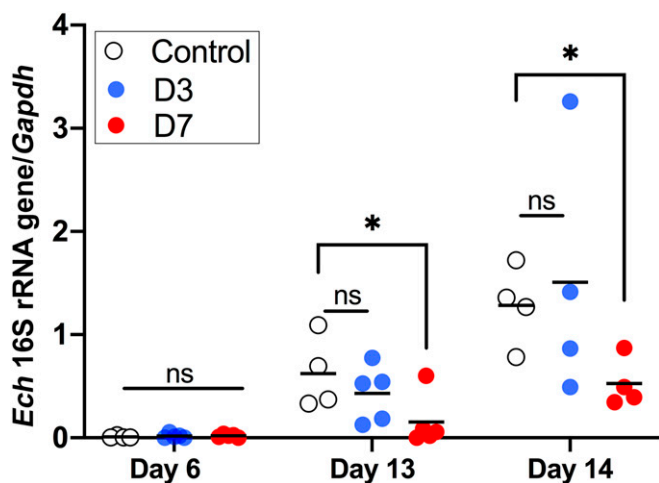 4
3
2
1
0
Ech 16S rRNA gene/Gapdh
Control
D3
D7
ns
ns
*
ns
*
Day 6
Day 13
Day 14